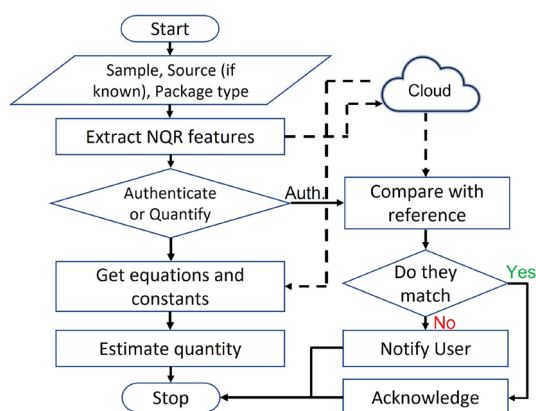 Start
Sample, Source (if
known), Package type
Cloud
Extract NQR features
Authenticate
or Quantify
Auth.
Compare with
reference
Get equations and
constants
Do they
match
Yes
No
Estimate quantity
Notify User
Stop
Acknowledge